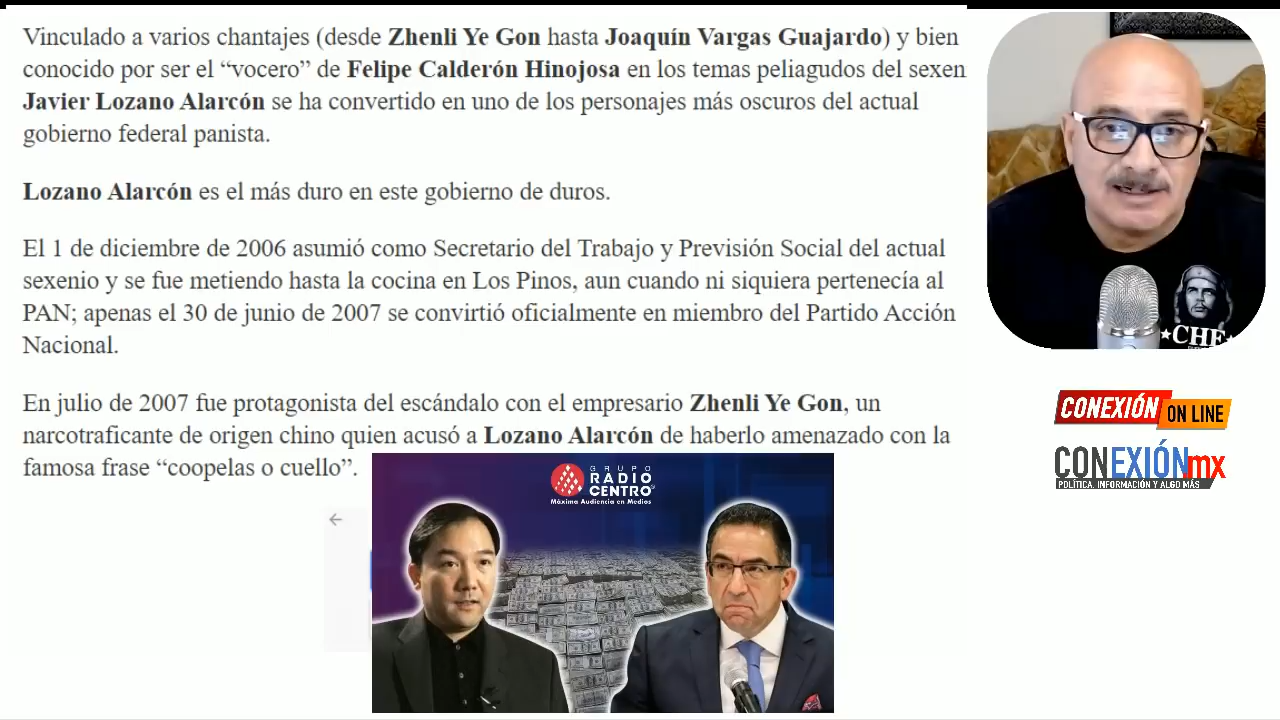 Vinculado a varios chantajes (desde Zhenli Ye Gon hasta Joaquín Vargas Guajardo) y bien
conocido por ser el “vocero” de Felipe Calderón Hinojosa en los temas peliagudos del sexen
Javier Lozano Alarcón se ha convertido en uno de los personajes más oscuros del actual
gobierno federal panista.
Lozano Alarcón es el más duro en este gobierno de duros.
El 1 de diciembre de 2006 asumió como Secretario del Trabajo y Previsión Social del actual
sexenio y se fue metiendo hasta la cocina en Los Pinos, aun cuando ni siquiera pertenecía al
PAN; apenas el 30 de junio de 2007 se convirtió oficialmente en miembro del Partido Acción
Nacional.
En julio de 2007 fue protagonista del escándalo con el empresario Zhenli Ye Gon, un
narcotraficante de origen chino quien acusó a Lozano Alarcón de haberlo amenazado con la
famosa frase “coopelas o cuello”.
GRUPO
RADIO
CENTRO
Máxima Audiencia en Medios
CHE
CONEXIÓN ON LINE
CONEXIÓNmx
POLÍTICA, INFORMACIÓN Y ALGO MÁS